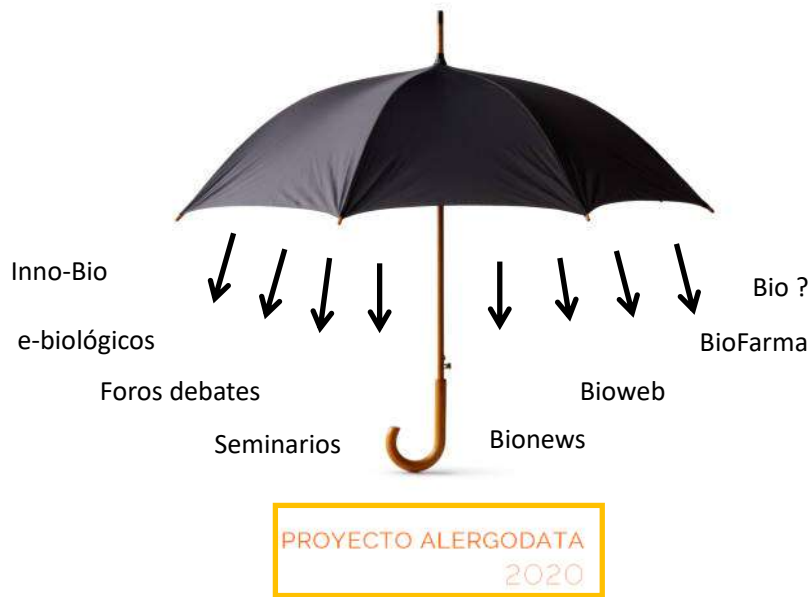 Inno-Bio
Bio ?
e-biológicos
BioFarma
Foros debates
Bioweb
Seminarios
Bionews
PROYECTO ALERGODATA
2020